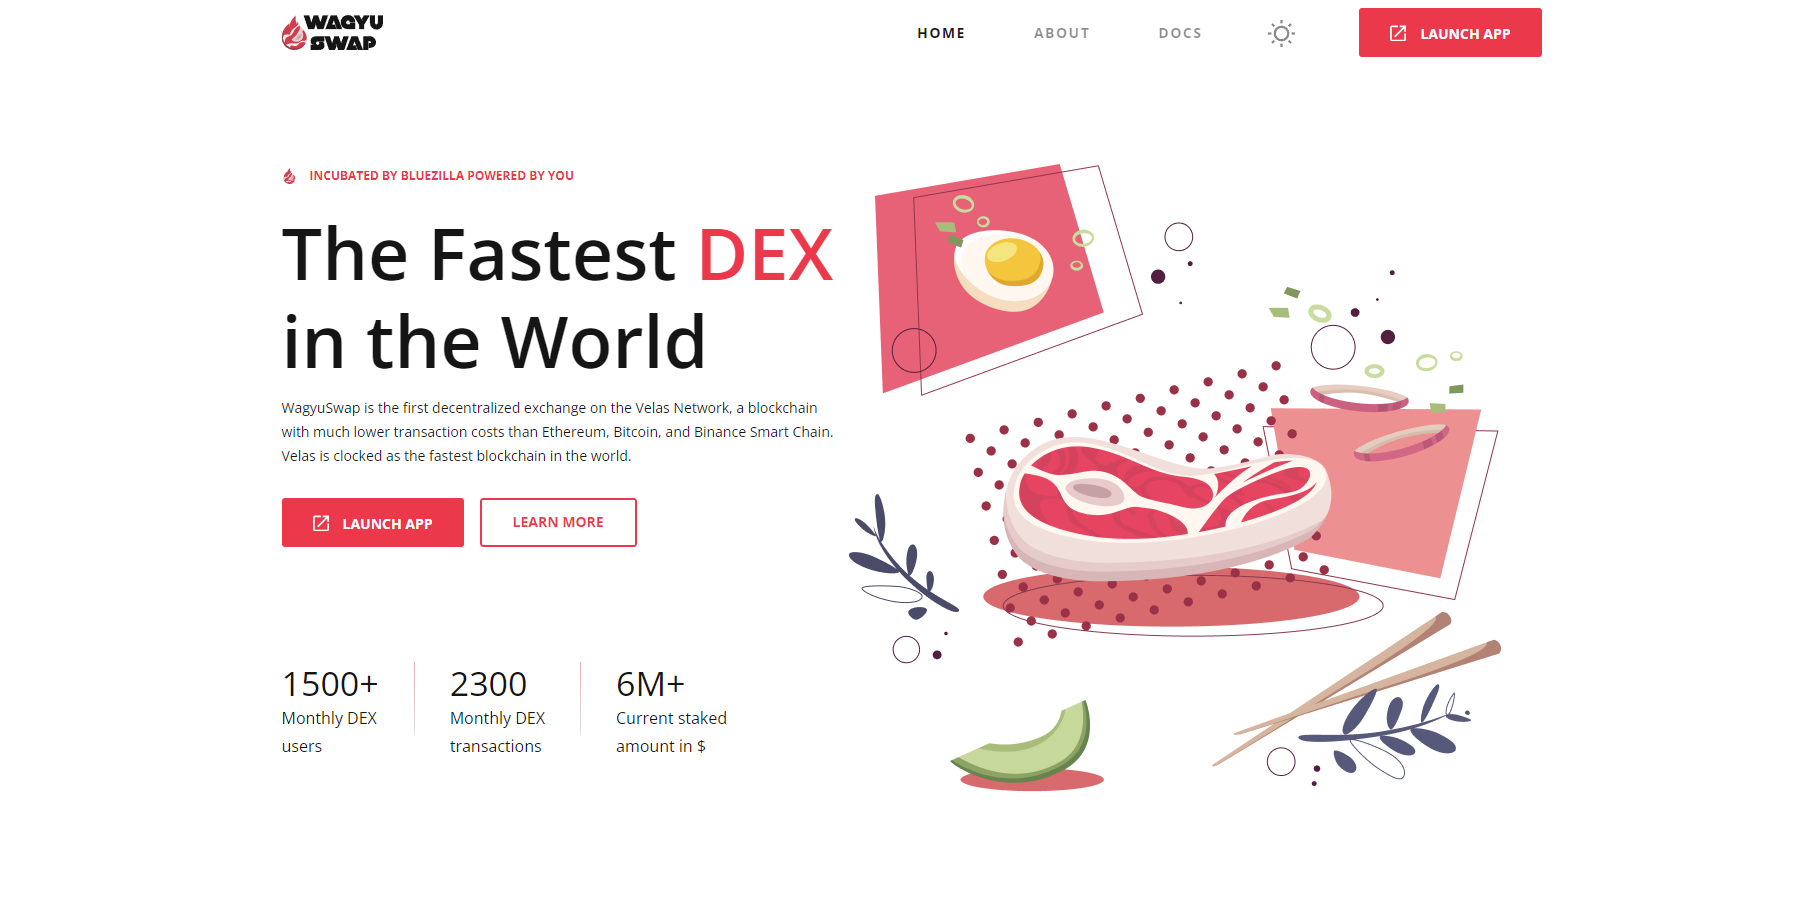 WAGYU
SWAP
HOME
ABOUT
DOCS
LAUNCH APP
INCUBATED BY BLUEZILLA POWERED BY YOU
The Fastest DEX
in the World
WagyuSwap is the first decentralized exchange on the Velas Network, a blockchain
with much lower transaction costs than Ethereum, Bitcoin, and Binance Smart Chain.
Velas is clocked as the fastest blockchain in the world.
LAUNCH APP
LEARN MORE
1500+
Monthly DEX
users
2300
Monthly DEX
transactions
6M+
Current staked
amount in $